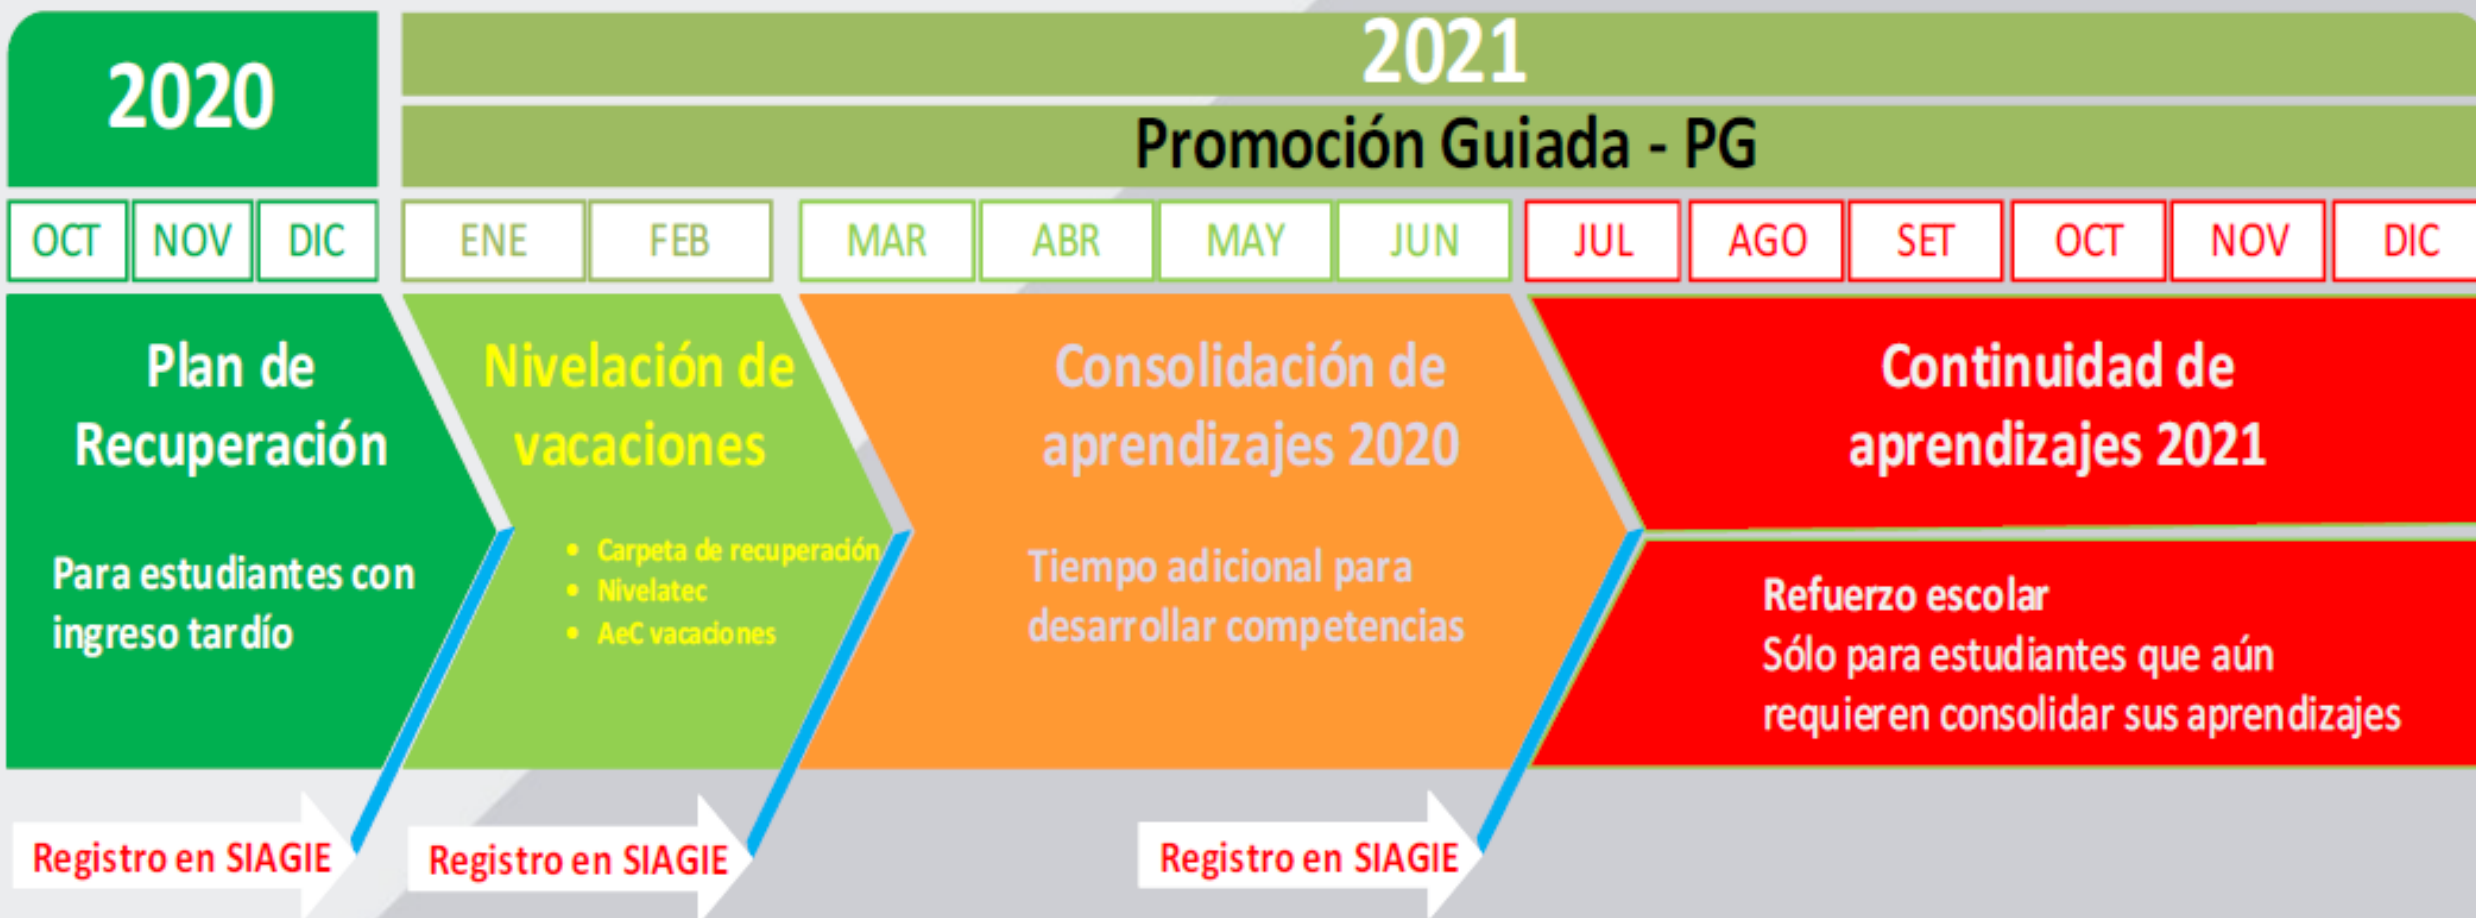 2020
2021
Promoción Guiada - PG
OCT NOV DIC ENE FEB MAR ABR MAY JUN JUL AGO SET OCT NOV DIC
Plan de
Recuperación
Para estudiantes con
ingreso tardío
Nivelación de
vacaciones
• Carpeta de recuperación
• Nivelatec
• AeC vacaciones
Consolidación de
aprendizajes 2020
Tiempo adicional para
desarrollar competencias
Continuidad de
aprendizajes 2021
Refuerzo escolar
Sólo para estudiantes que aún
requieren consolidar sus aprendizajes
Registro en SIAGIE
Registro en SIAGIE
Registro en SIAGIE